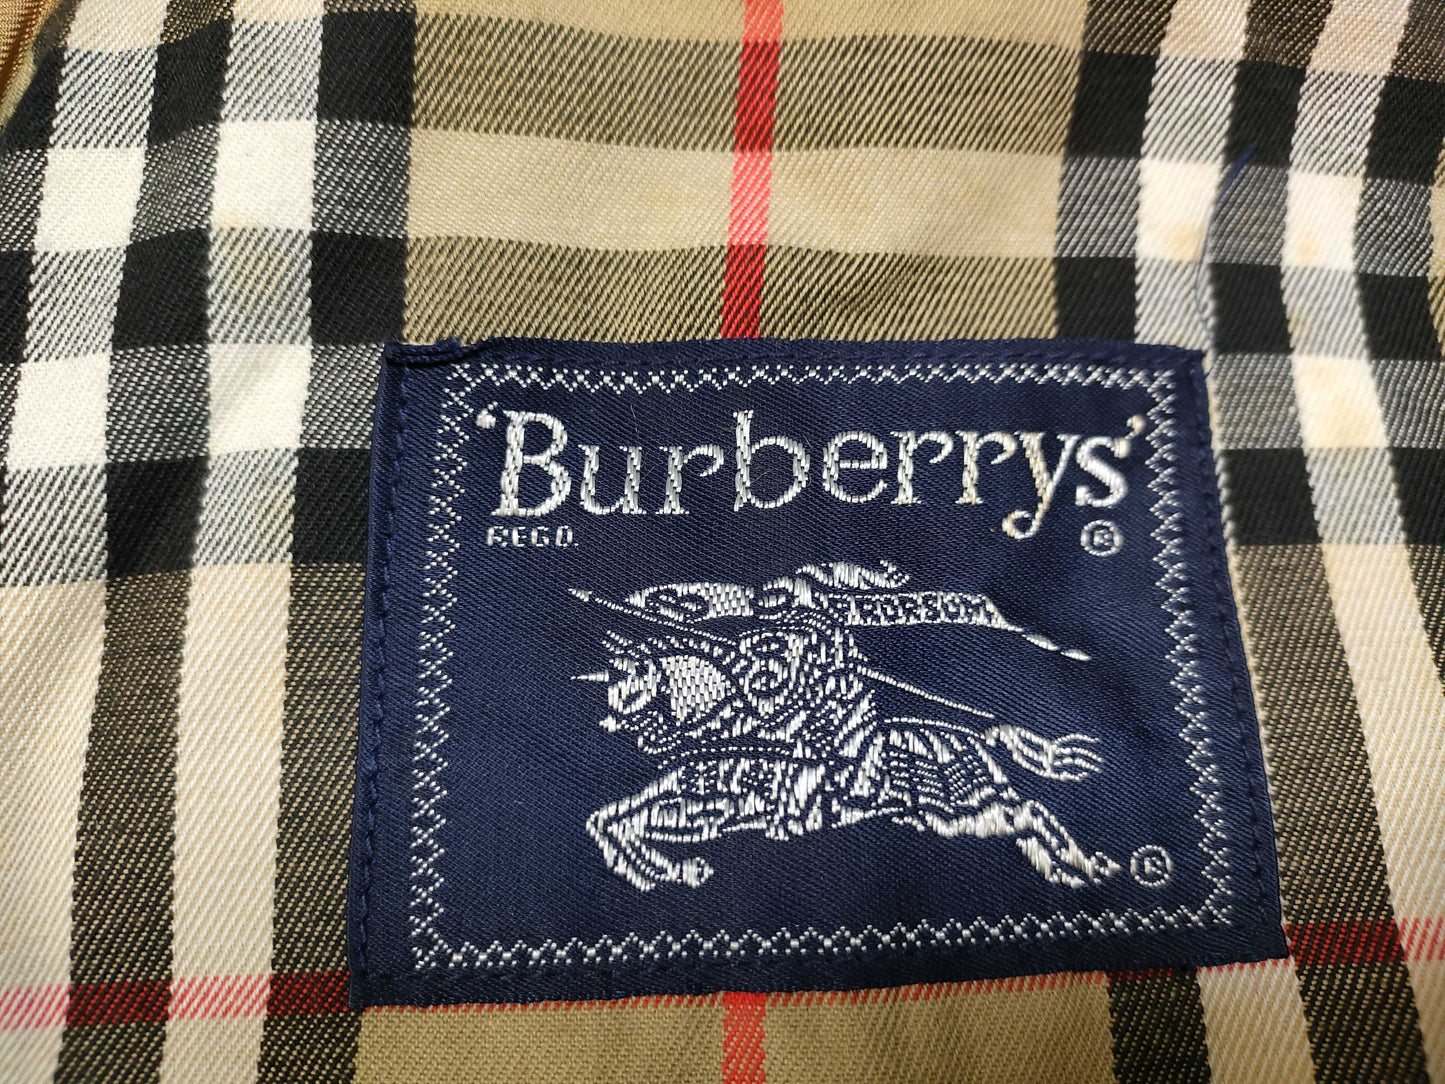 'Burberrys'
REGD. ®
PRORSUM
®